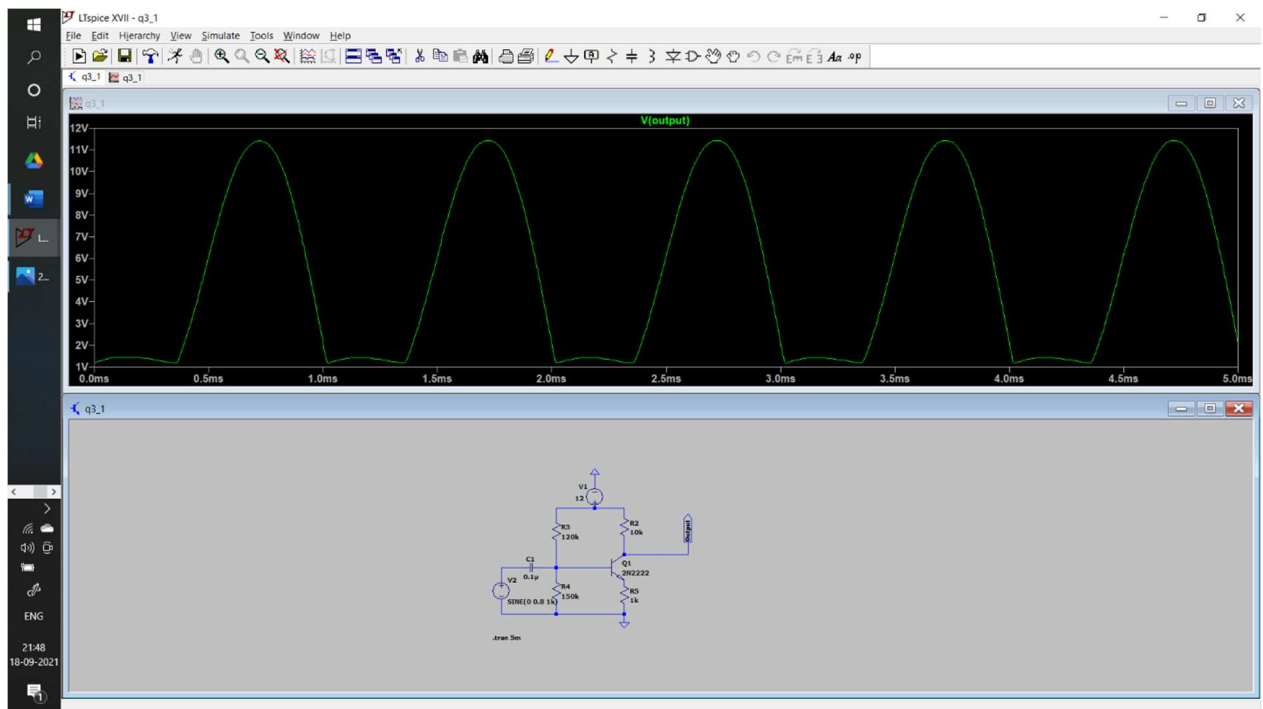 LTspice XVII - q3_1
File Edit Hierarchy View Simulate Tools Window Help
q3_1 q3_1
q3_1
V(output)
12V
11V
10V
9V
8V
7V
6V
5V
4V
3V
2V
1V
0.0ms 0.5ms 1.0ms 1.5ms 2.0ms 2.5ms 3.0ms 3.5ms 4.0ms 4.5ms 5.0ms
q3_1
V1
12
R3
120k
R2
10k
Output
C1
0.1µ
Q1
2N2222
V2
SINE(0 0.8 1k)
R4
150k
R5
1k
.tran 5m
L...
2...
ENG
21:48
18-09-2021
1